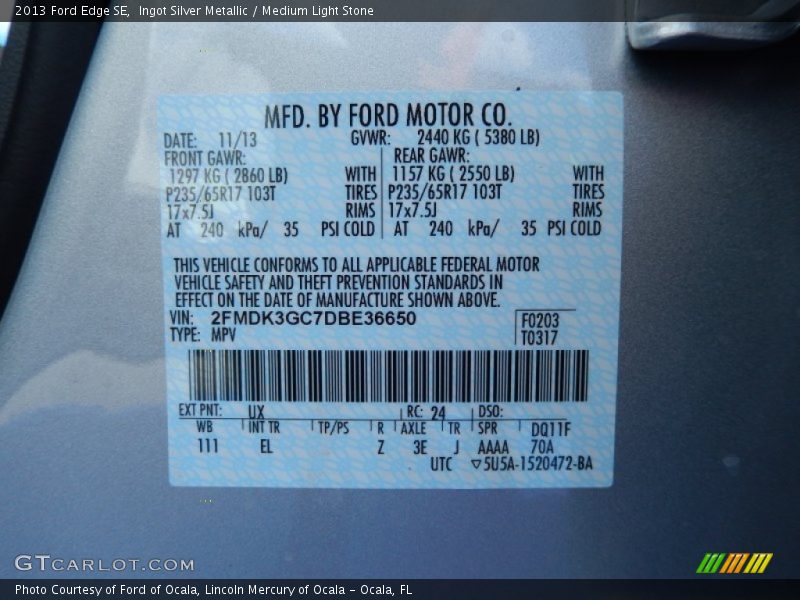 2013 Ford Edge SE,  Ingot Silver Metallic / Medium Light Stone
MFD. BY FORD MOTOR CO.
DATE: 11/13 GVWR: 2440 KG ( 5380 LB)
FRONT GAWR: REAR GAWR:
1297 KG ( 2860 LB) WITH 1157 KG ( 2550 LB) WITH
P235/65R17 103T TIRES P235/65R17 103T TIRES
17x7.5J RIMS 17x7.5J RIMS
AT 240 kPa/ 35 PSI COLD AT 240 kPa/ 35 PSI COLD
THIS VEHICLE CONFORMS TO ALL APPLICABLE FEDERAL MOTOR
VEHICLE SAFETY AND THEFT PREVENTION STANDARDS IN
EFFECT ON THE DATE OF MANUFACTURE SHOWN ABOVE.
VIN: 2FMDK3GC7DBE36650 F0203
TYPE: MPV T0317
EXT PNT: UX RC: 24 DSO:
WB INT TR TP/PS R AXLE TR SPR DQ11F
111 EL Z 3E J AAAA 70A
UTC ▽5U5A-1520472-BA
GTCARLOT.COM
Photo Courtesy of Ford of Ocala, Lincoln Mercury of Ocala - Ocala, FL